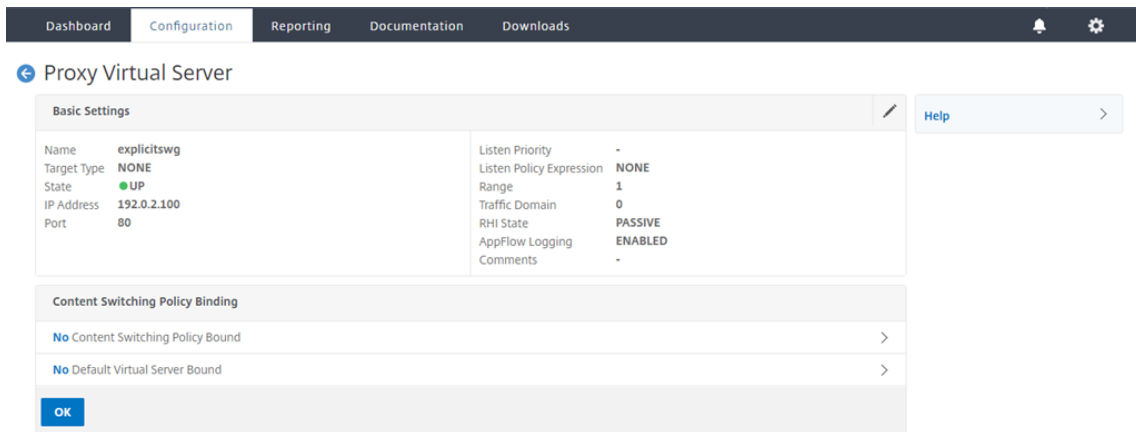 Dashboard Configuration Reporting Documentation Downloads
Proxy Virtual Server
Basic Settings
Help
Name explicitswg
Target Type NONE
State UP
IP Address 192.0.2.100
Port 80
Listen Priority -
Listen Policy Expression NONE
Range 1
Traffic Domain 0
RHI State PASSIVE
AppFlow Logging ENABLED
Comments -
Content Switching Policy Binding
No Content Switching Policy Bound
No Default Virtual Server Bound
OK